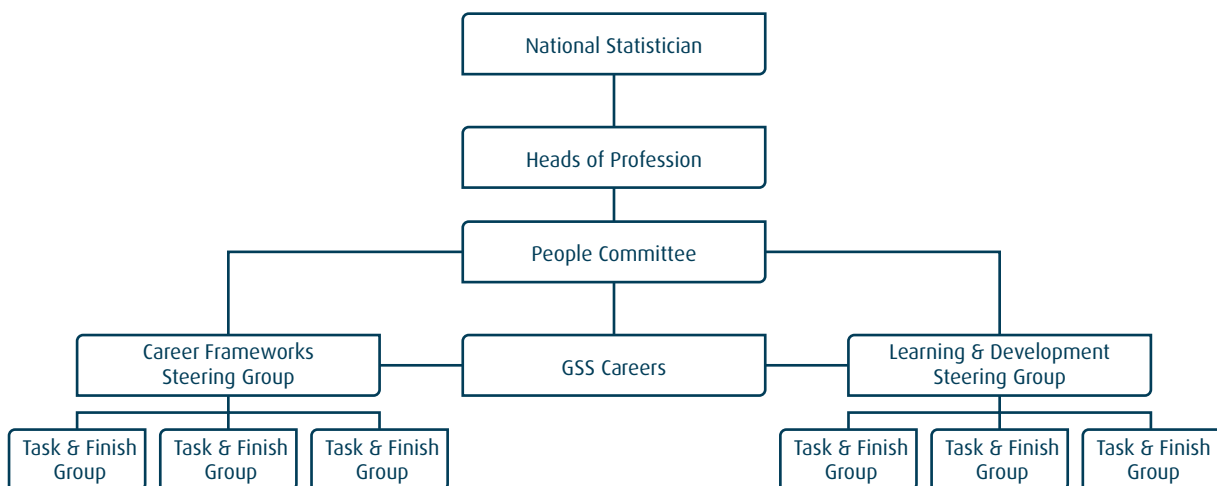 National Statistician
Heads of Profession
People Committee
Career Frameworks
Steering Group
GSS Careers
Learning & Development
Steering Group
Task & Finish
Group
Task & Finish
Group
Task & Finish
Group
Task & Finish
Group
Task & Finish
Group
Task & Finish
Group